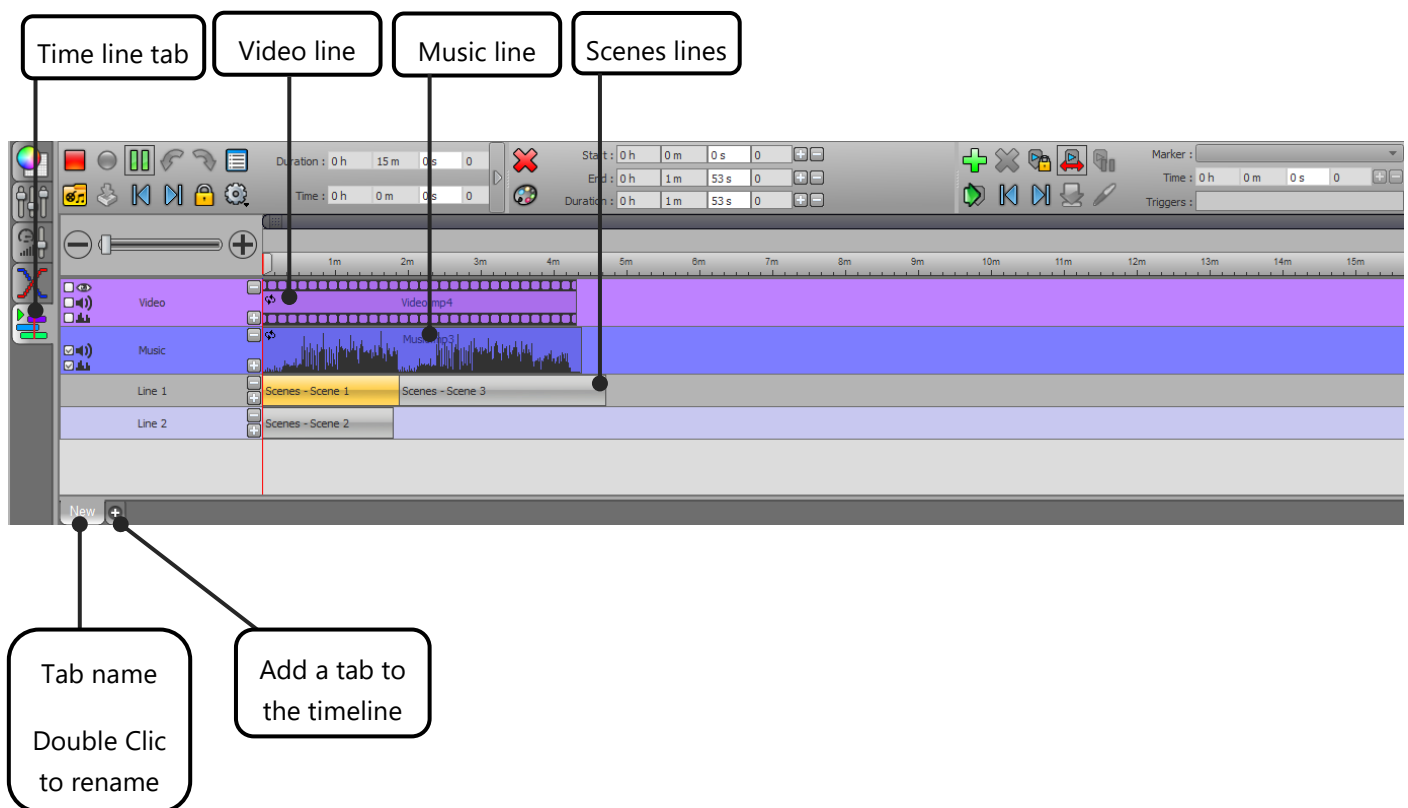 Time line tab
Video line
Music line
Scenes lines
Duration : 0 h 15 m 0 s 0
Start : 0 h 0 m 0 s 0
Marker :
End : 0 h 1 m 53 s 0
Time : 0 h 0 m 0 s 0
Time : 0 h 0 m 0 s 0
Duration : 0 h 1 m 53 s 0
Triggers :
1m 2m 3m 4m 5m 6m 7m 8m 9m 10m 11m 12m 13m 14m 15m
Video
Video.mp4
Music
Music.mp3
Line 1
Scenes - Scene 1
Scenes - Scene 3
Line 2
Scenes - Scene 2
New
Tab name
Double Clic
to rename
Add a tab to
the timeline